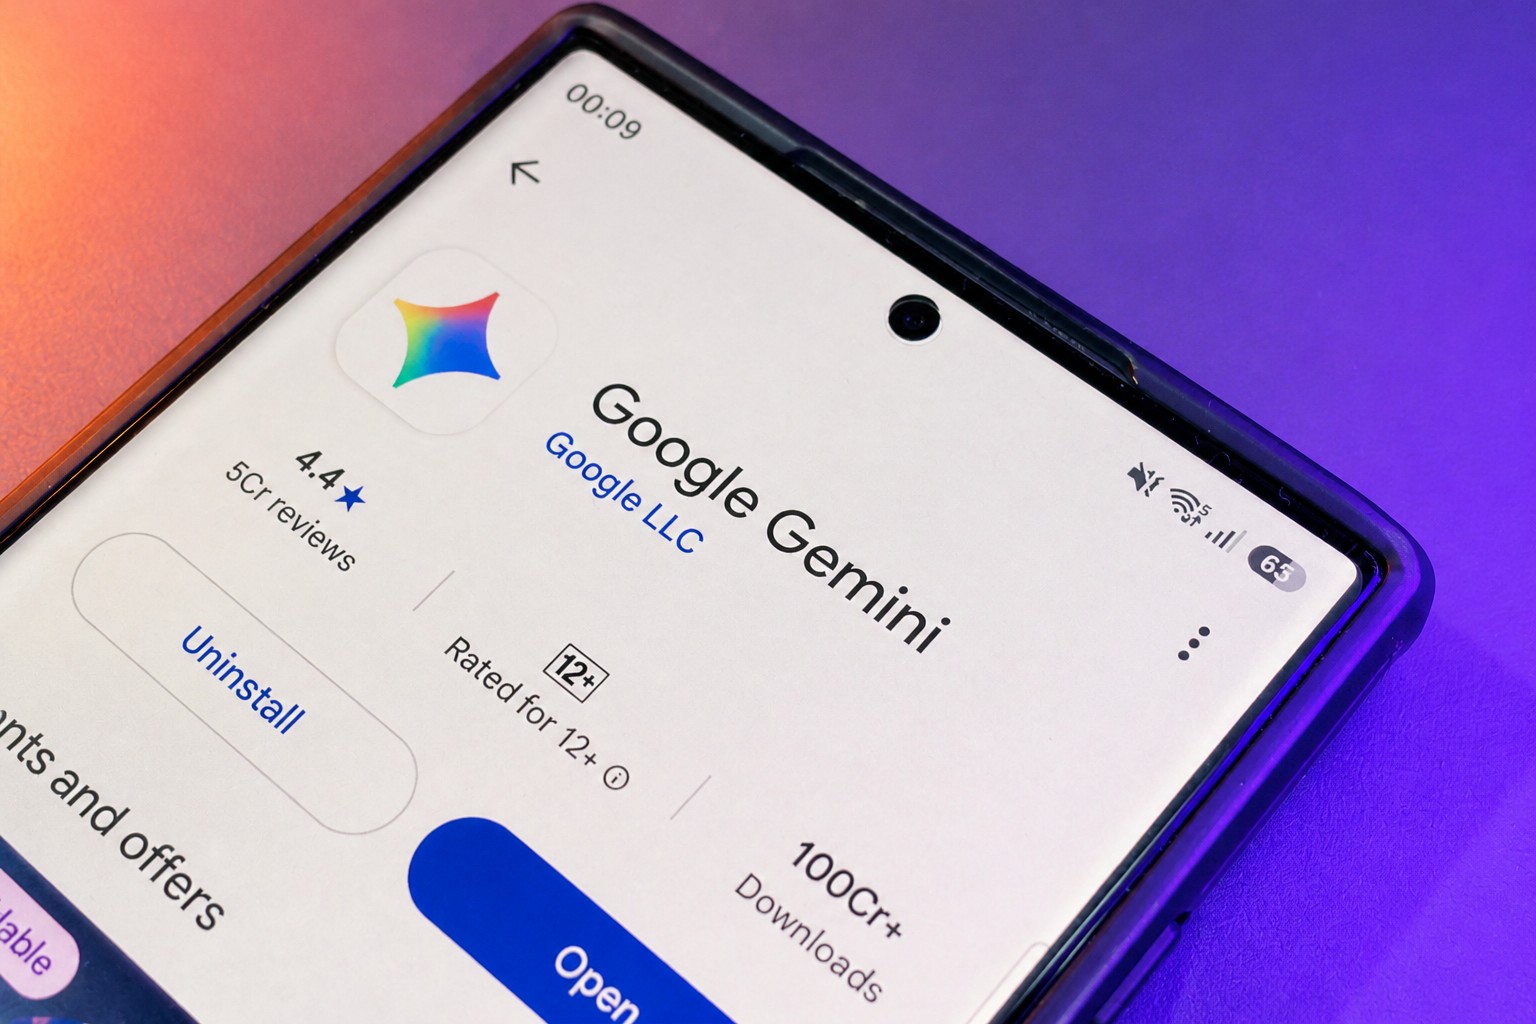 00:09
65
Google Gemini
Google LLC
4.4★
5Cr reviews
12+
Rated for 12+
100Cr+
Downloads
Uninstall
Open
nts and offers
lable